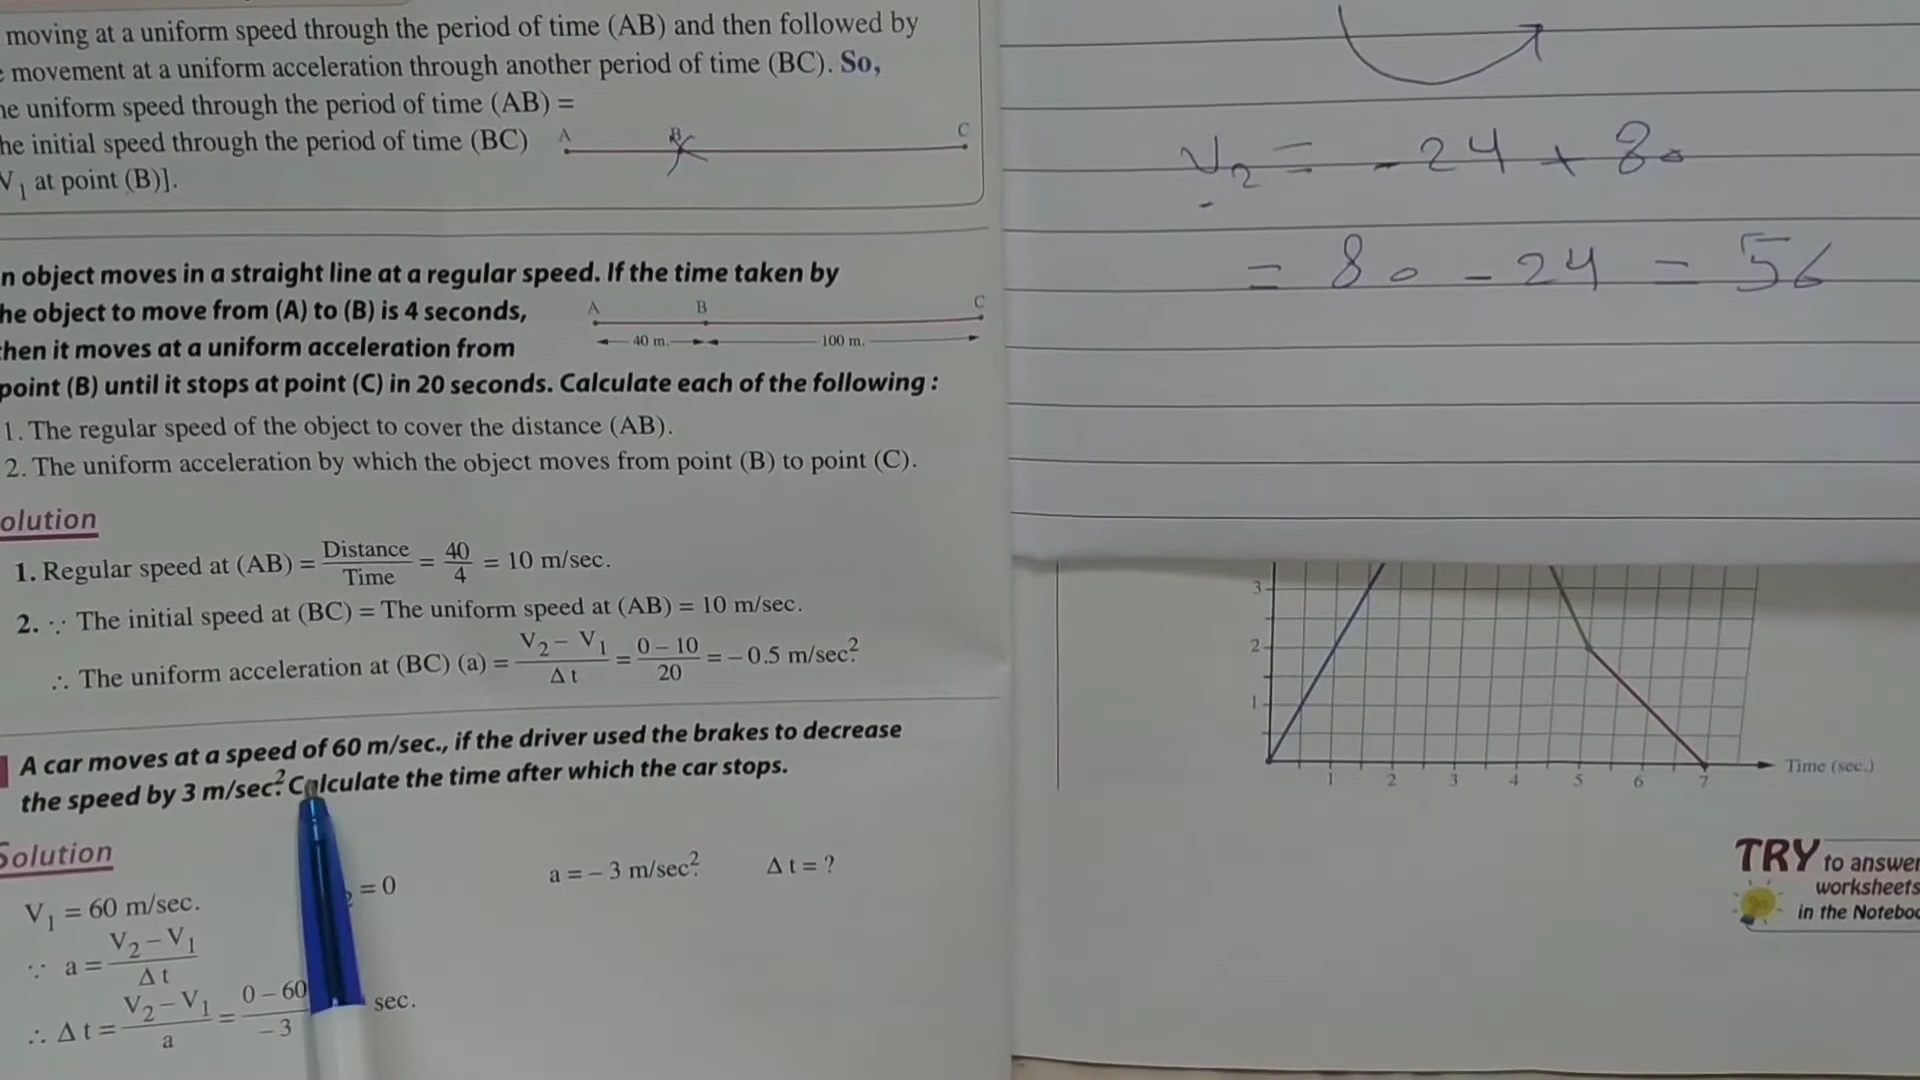 moving at a uniform speed through the period of time (AB) and then followed by
movement at a uniform acceleration through another period of time (BC). So,
uniform speed through the period of time (AB) =
initial speed through the period of time (BC)
V1 at point (B)].
A B C
object moves in a straight line at a regular speed. If the time taken by
object to move from (A) to (B) is 4 seconds,
it moves at a uniform acceleration from
point (B) until it stops at point (C) in 20 seconds. Calculate each of the following :
A B C
40 m. 100 m.
1. The regular speed of the object to cover the distance (AB).
2. The uniform acceleration by which the object moves from point (B) to point (C).
olution
1. Regular speed at (AB) = Distance/Time = 40/4 = 10 m/sec.
2. ∵ The initial speed at (BC) = The uniform speed at (AB) = 10 m/sec.
∴ The uniform acceleration at (BC) (a) = V2 – V1/Δt = 0 – 10/20 = – 0.5 m/sec².
A car moves at a speed of 60 m/sec., if the driver used the brakes to decrease
the speed by 3 m/sec². Calculate the time after which the car stops.
Solution
V1 = 60 m/sec. = 0 a = – 3 m/sec². Δt = ?
∵ a = V2 – V1/Δt
∴ Δt = V2 – V1/a = 0 – 60/– 3 sec.
V2 = - 24 + 80
= 80 - 24 = 56
3
2
1
1 2 3 4 5 6 7
Time (sec.)
TRY to answer
worksheets
in the Notebo